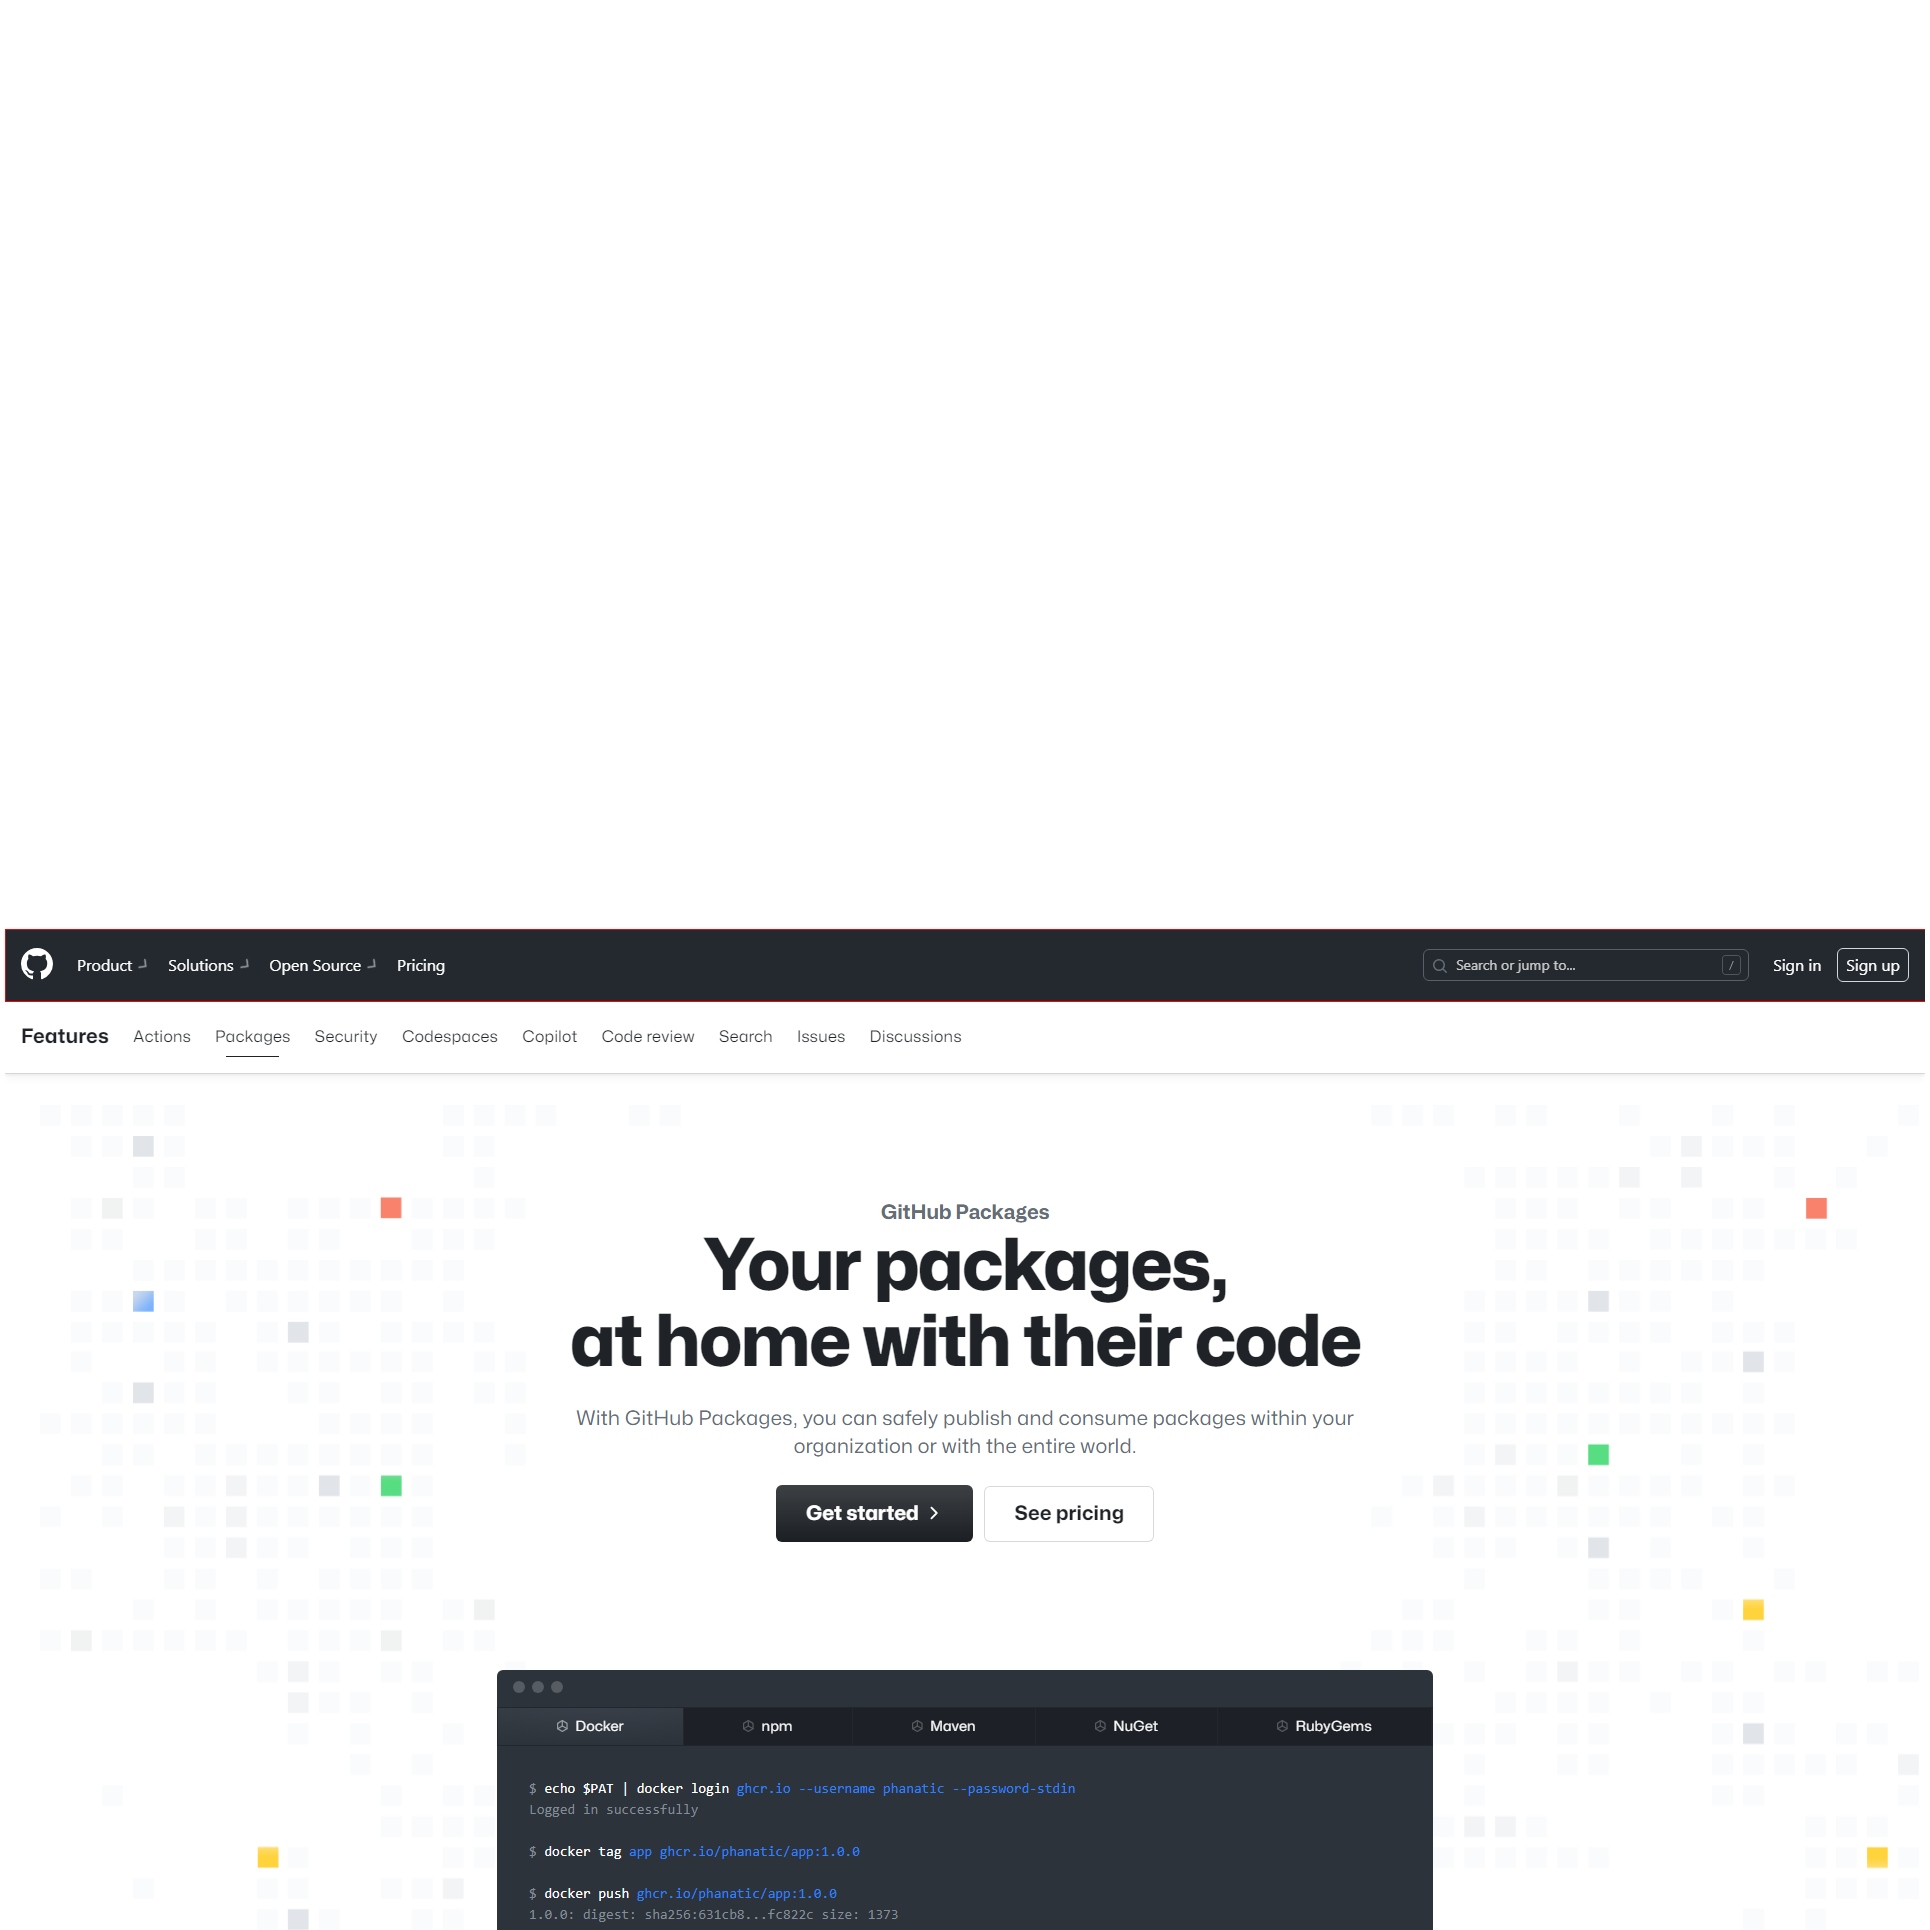 Product Solutions Open Source Pricing Search or jump to... / Sign in Sign up
Features Actions Packages Security Codespaces Copilot Code review Search Issues Discussions
GitHub Packages
Your packages,
at home with their code
With GitHub Packages, you can safely publish and consume packages within your
organization or with the entire world.
Get started See pricing
Docker npm Maven NuGet RubyGems
$ echo $PAT | docker login ghcr.io --username phanatic --password-stdin
Logged in successfully
$ docker tag app ghcr.io/phanatic/app:1.0.0
$ docker push ghcr.io/phanatic/app:1.0.0
1.0.0: digest: sha256:631cb8...fc822c size: 1373